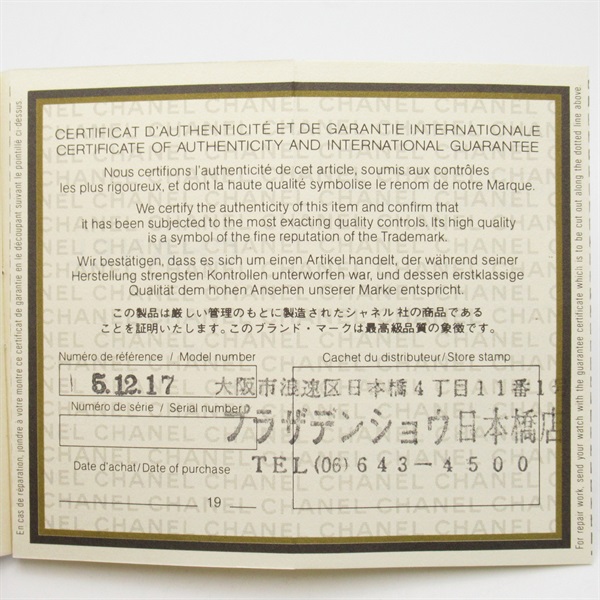 CHANEL CHANEL CHANEL CHANEL
CERTIFICAT D'AUTHENTICITÉ ET DE GARANTIE INTERNATIONALE
CERTIFICATE OF AUTHENTICITY AND INTERNATIONAL GUARANTEE
Nous certifions l'authenticité de cet article, soumis aux contrôles
les plus rigoureux, et dont la haute qualité symbolise le renom de notre Marque.
We certify the authenticity of this item and confirm that
it has been subjected to the most exacting quality controls. Its high quality
is a symbol of the fine reputation of the Trademark.
Wir bestätigen, dass es sich um einen Artikel handelt, der während seiner
Herstellung strengsten Kontrollen unterworfen war, und dessen erstklassige
Qualität dem hohen Ansehen unserer Marke entspricht.
この製品は厳しい管理のもとに製造されたシャネル社の商品である
ことを証明いたします。このブランド・マークは最高級品質の象徴です。
Numéro de référence / Model number
5.12.17
Numéro de série / Serial number
Date d'achat / Date of purchase
19
Cachet du distributeur / Store stamp
大阪市浪速区日本橋4丁目11番1号
ブラザデンショウ日本橋店
TEL(06)643-4500
En cas de réparation, joindre à votre montre ce certificat de garantie en le découpant suivant le pointillé ci-dessus.
For repair work, send your watch with the guarantee certificate which is to be cut out along the dotted line above.